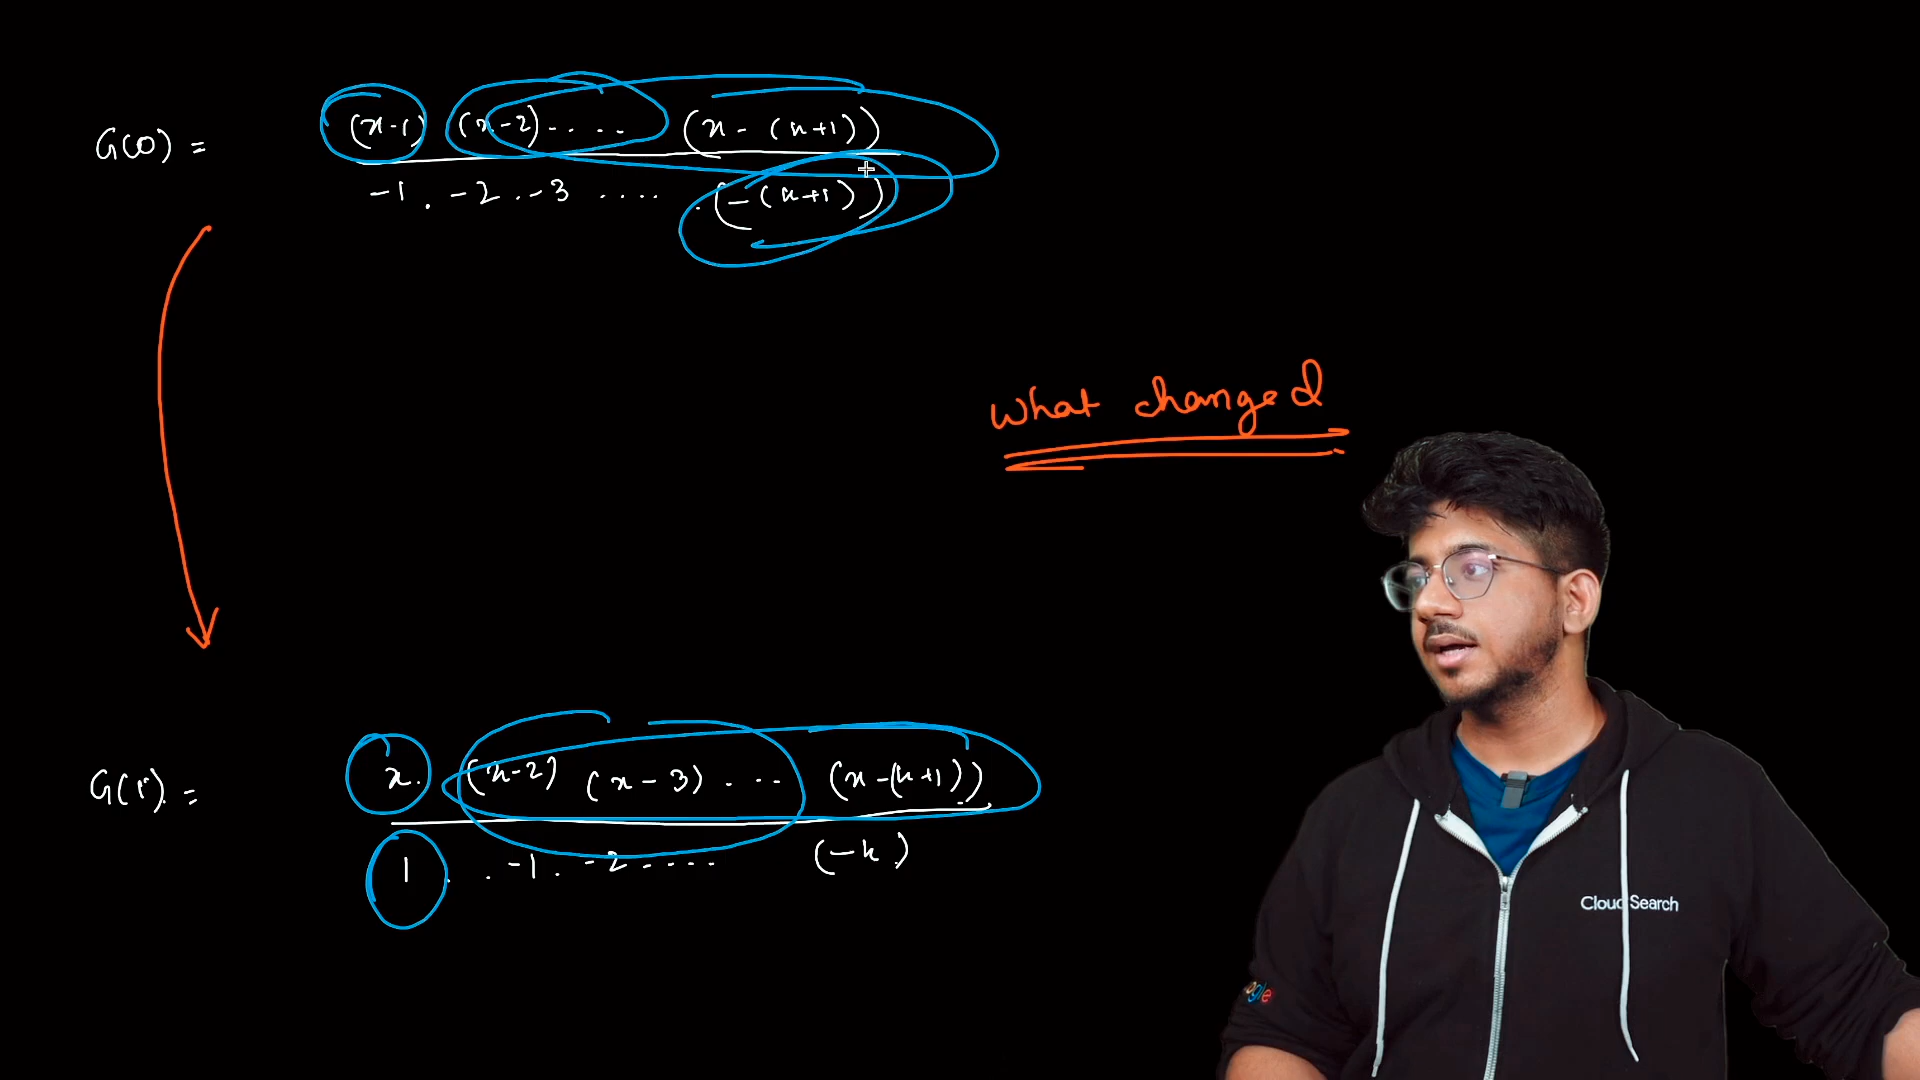 G(0) = (x-1) (x-2) .... (x - (k+1))
-1 . -2 . -3 .... . (-(k+1))
what changed
G(1) = x. (x-2) (x-3) . ... (x-(k+1))
1 . . -1 . -2 .... (-k)
Cloud Search
ogle